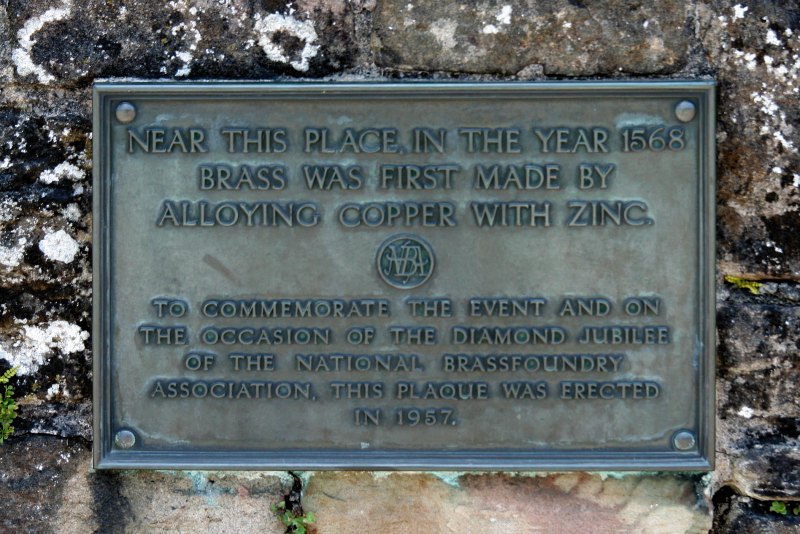 NEAR THIS PLACE, IN THE YEAR 1568
BRASS WAS FIRST MADE BY
ALLOYING COPPER WITH ZINC.
NBA
TO COMMEMORATE THE EVENT AND ON
THE OCCASION OF THE DIAMOND JUBILEE
OF THE NATIONAL BRASSFOUNDRY
ASSOCIATION, THIS PLAQUE WAS ERECTED
IN 1957.